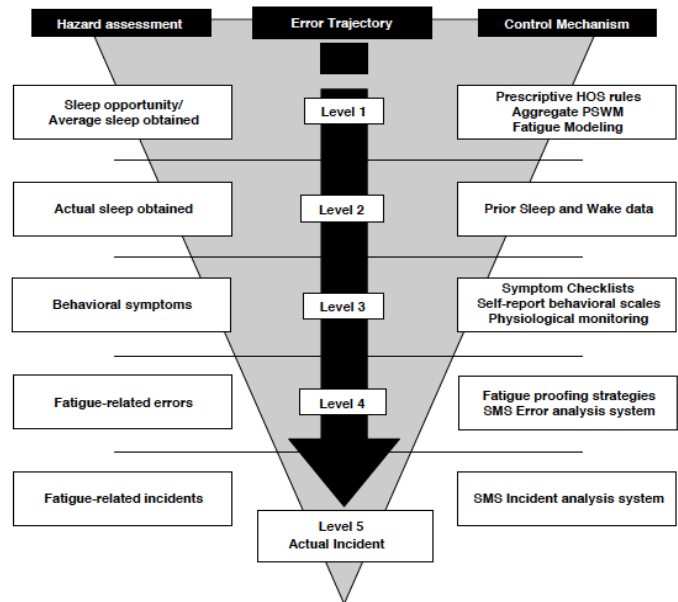 Hazard assessment
Error Trajectory
Control Mechanism
Sleep opportunity/
Average sleep obtained
Level 1
Prescriptive HOS rules
Aggregate PSWM
Fatigue Modeling
Actual sleep obtained
Level 2
Prior Sleep and Wake data
Behavioral symptoms
Level 3
Symptom Checklists
Self-report behavioral scales
Physiological monitoring
Fatigue-related errors
Level 4
Fatigue proofing strategies
SMS Error analysis system
Fatigue-related incidents
Level 5
Actual Incident
SMS Incident analysis system